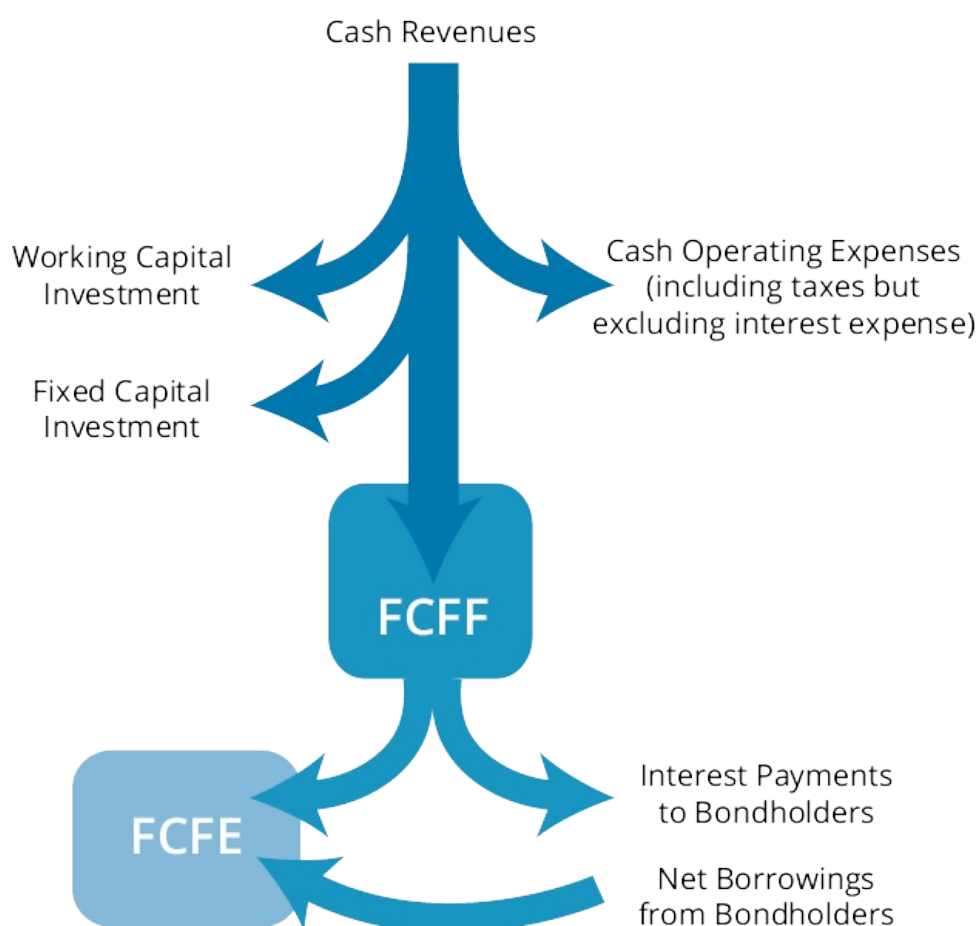 Cash Revenues
Working Capital
Investment
Cash Operating Expenses
(including taxes but
excluding interest expense)
Fixed Capital
Investment
FCFF
FCFE
Interest Payments
to Bondholders
Net Borrowings
from Bondholders